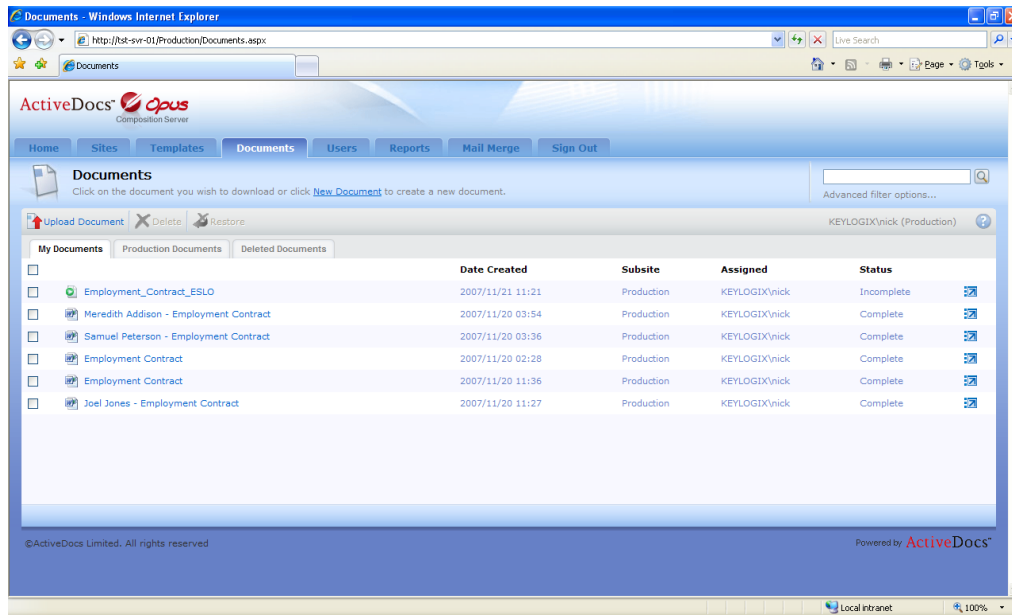 Documents - Windows Internet Explorer
http://tst-svr-01/Production/Documents.aspx
Live Search
Documents
Page Tools
ActiveDocs Opus
Composition Server
Home Sites Templates Documents Users Reports Mail Merge Sign Out
Documents
Click on the document you wish to download or click New Document to create a new document.
Advanced filter options...
Upload Document Delete Restore KEYLOGIX\nick (Production)
My Documents Production Documents Deleted Documents
Date Created Subsite Assigned Status
Employment_Contract_ESLO 2007/11/21 11:21 Production KEYLOGIX\nick Incomplete
Meredith Addison - Employment Contract 2007/11/20 03:54 Production KEYLOGIX\nick Complete
Samuel Peterson - Employment Contract 2007/11/20 03:36 Production KEYLOGIX\nick Complete
Employment Contract 2007/11/20 02:28 Production KEYLOGIX\nick Complete
Employment Contract 2007/11/20 11:36 Production KEYLOGIX\nick Complete
Joel Jones - Employment Contract 2007/11/20 11:27 Production KEYLOGIX\nick Complete
©ActiveDocs Limited. All rights reserved Powered by ActiveDocs™
Local intranet 100%